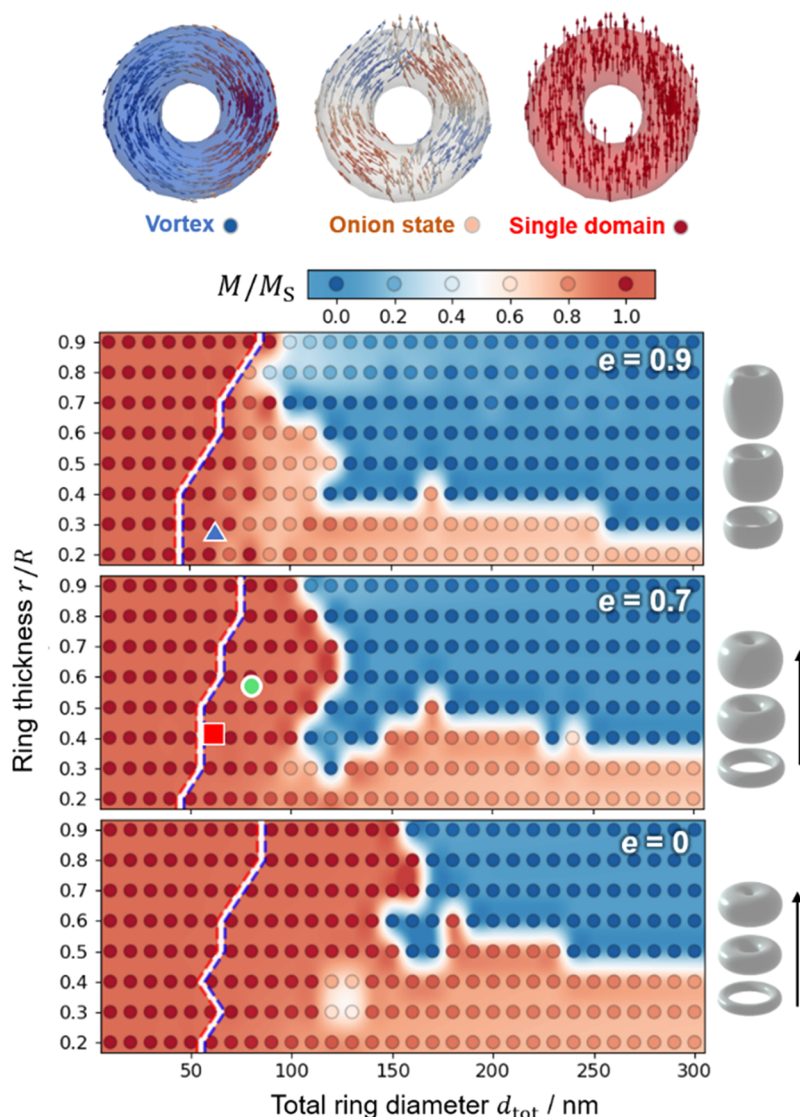 Vortex Onion state Single domain
M/M_S
0.0 0.2 0.4 0.6 0.8 1.0
Ring thickness r/R
e = 0.9
0.9
0.8
0.7
0.6
0.5
0.4
0.3
0.2
e = 0.7
0.9
0.8
0.7
0.6
0.5
0.4
0.3
0.2
e = 0
0.9
0.8
0.7
0.6
0.5
0.4
0.3
0.2
50 100 150 200 250 300
Total ring diameter d_tot / nm